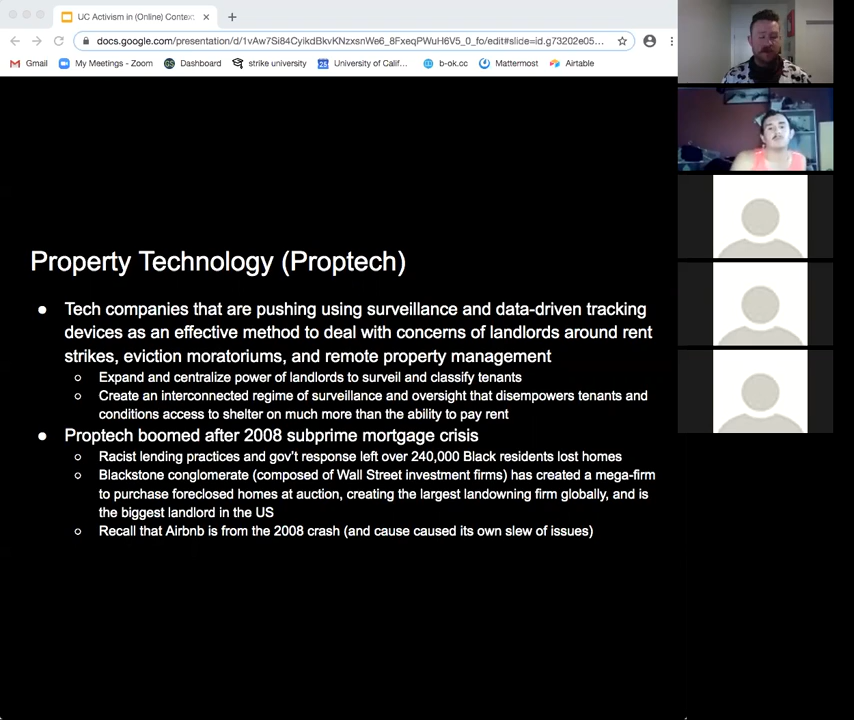 UC Activism in (Online) Contex
docs.google.com/presentation/d/1vAw7Si84CyikdBkvKNzxsnWe6_8FxeqPWuH6V5_0_fo/edit#slide=id.g73202e05...
Gmail My Meetings - Zoom Dashboard strike university University of Calif... b-ok.cc Mattermost Airtable
Property Technology (Proptech)
● Tech companies that are pushing using surveillance and data-driven tracking
devices as an effective method to deal with concerns of landlords around rent
strikes, eviction moratoriums, and remote property management
○ Expand and centralize power of landlords to surveil and classify tenants
○ Create an interconnected regime of surveillance and oversight that disempowers tenants and
conditions access to shelter on much more than the ability to pay rent
● Proptech boomed after 2008 subprime mortgage crisis
○ Racist lending practices and gov’t response left over 240,000 Black residents lost homes
○ Blackstone conglomerate (composed of Wall Street investment firms) has created a mega-firm
to purchase foreclosed homes at auction, creating the largest landowning firm globally, and is
the biggest landlord in the US
○ Recall that Airbnb is from the 2008 crash (and cause caused its own slew of issues)